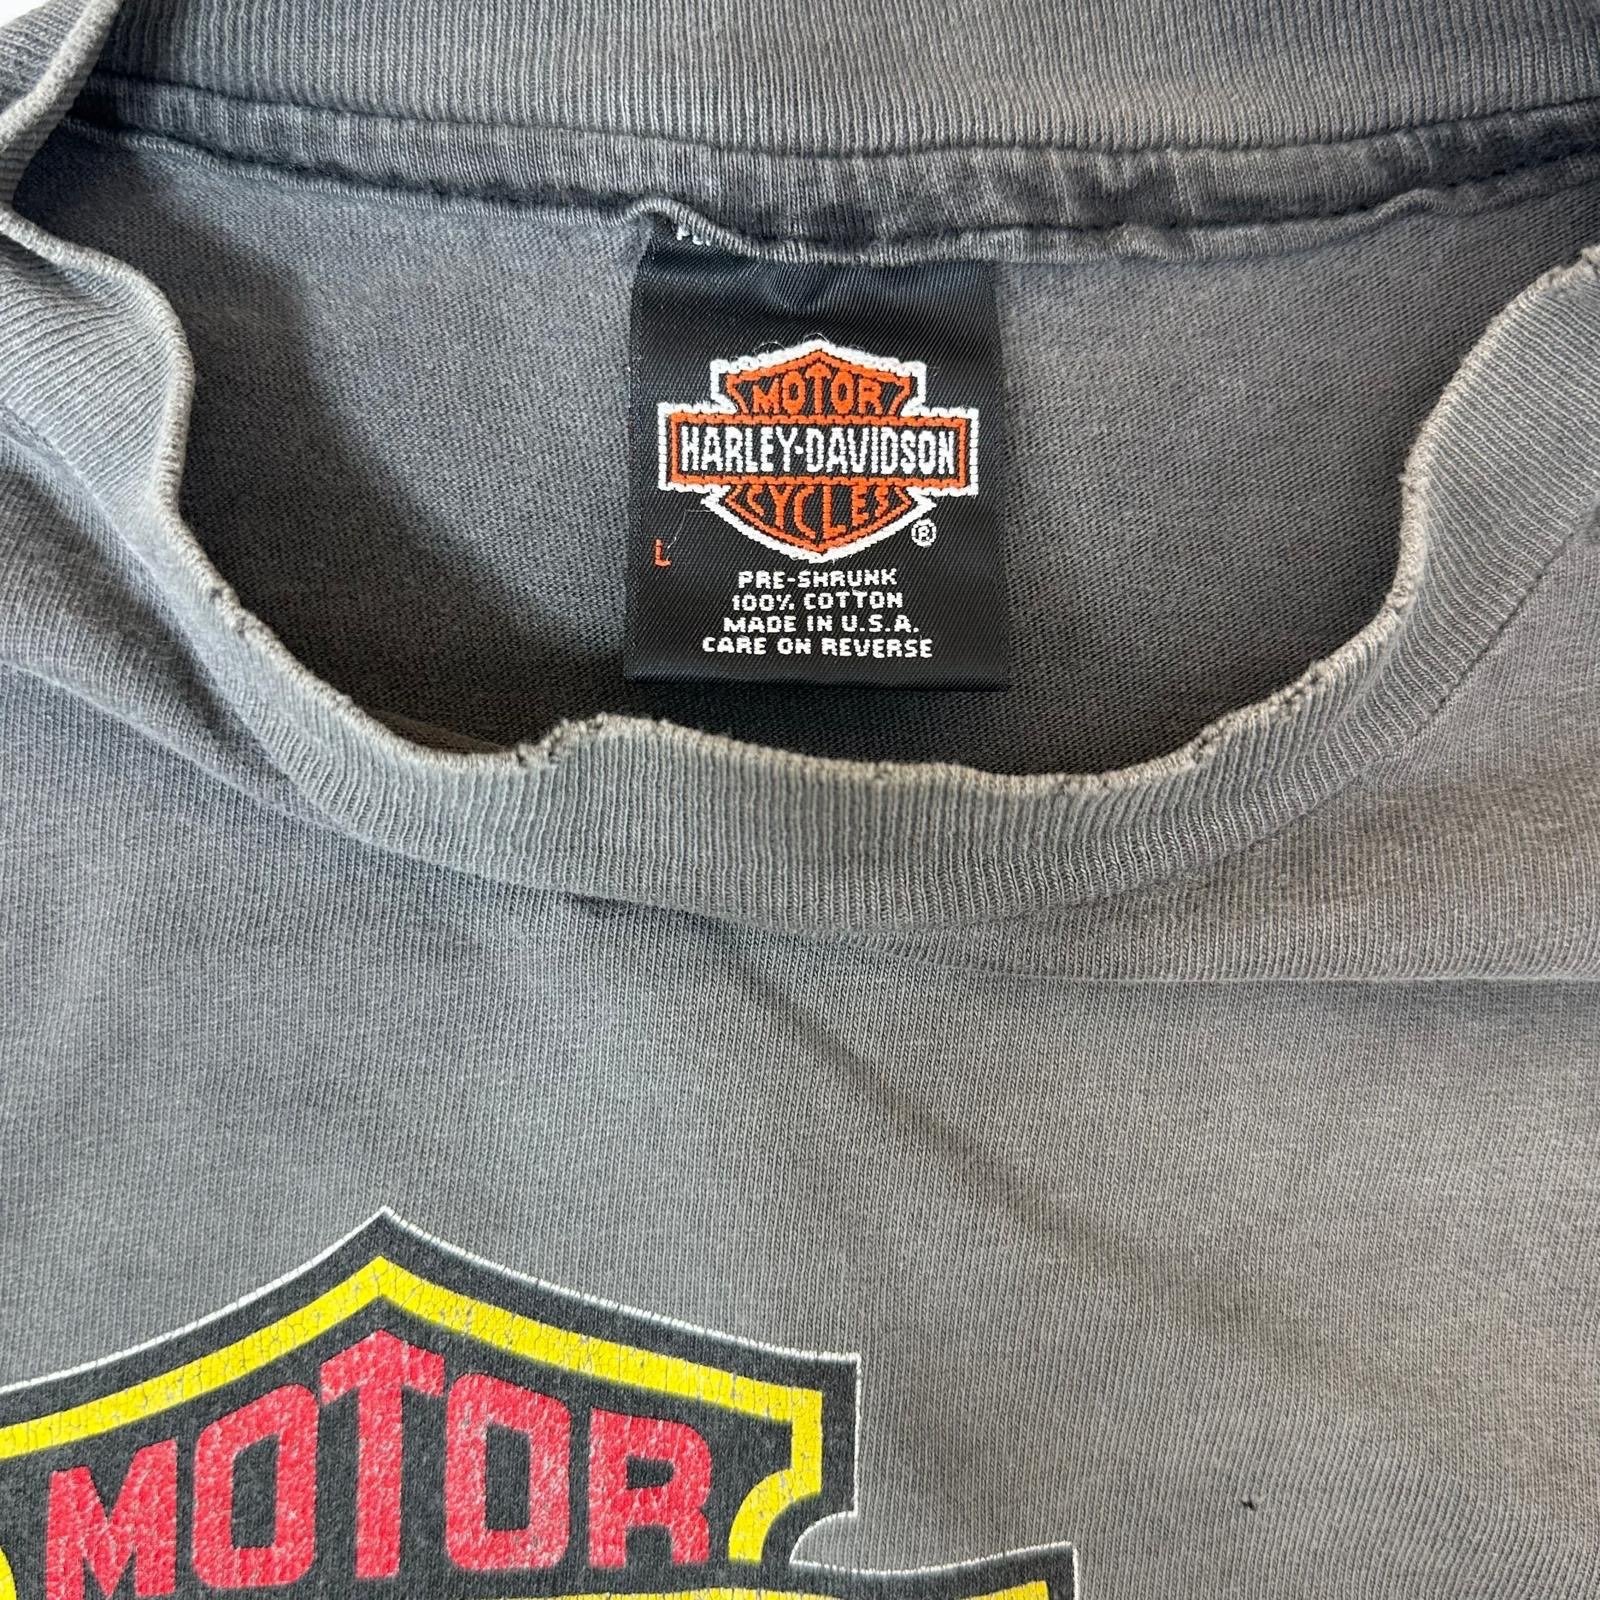 MOTOR
HARLEY-DAVIDSON
CYCLES
®
L
PRE-SHRUNK
100% COTTON
MADE IN U.S.A.
CARE ON REVERSE
MOTOR